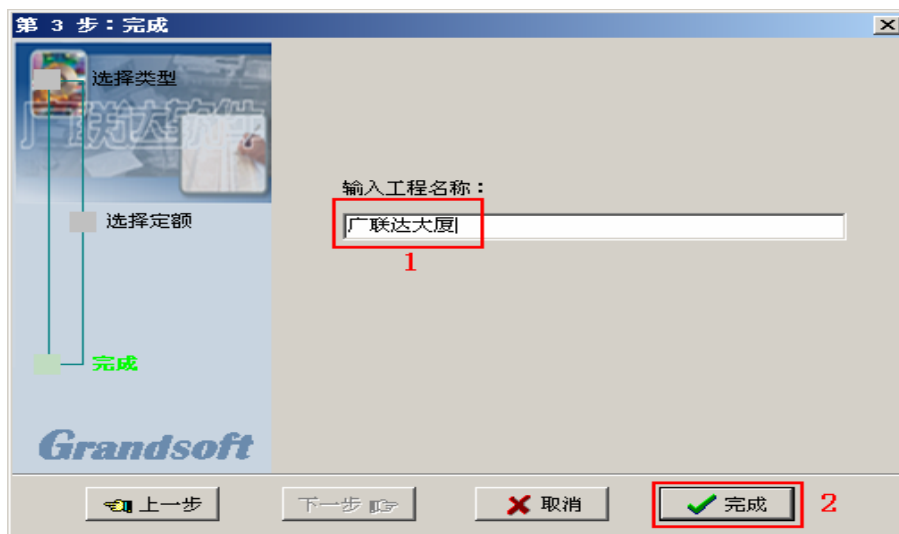 第 3 步：完成
选择类型
广联达软件
选择定额
完成
Grandsoft
输入工程名称：
广联达大厦
1
上一步
下一步
取消
完成
2